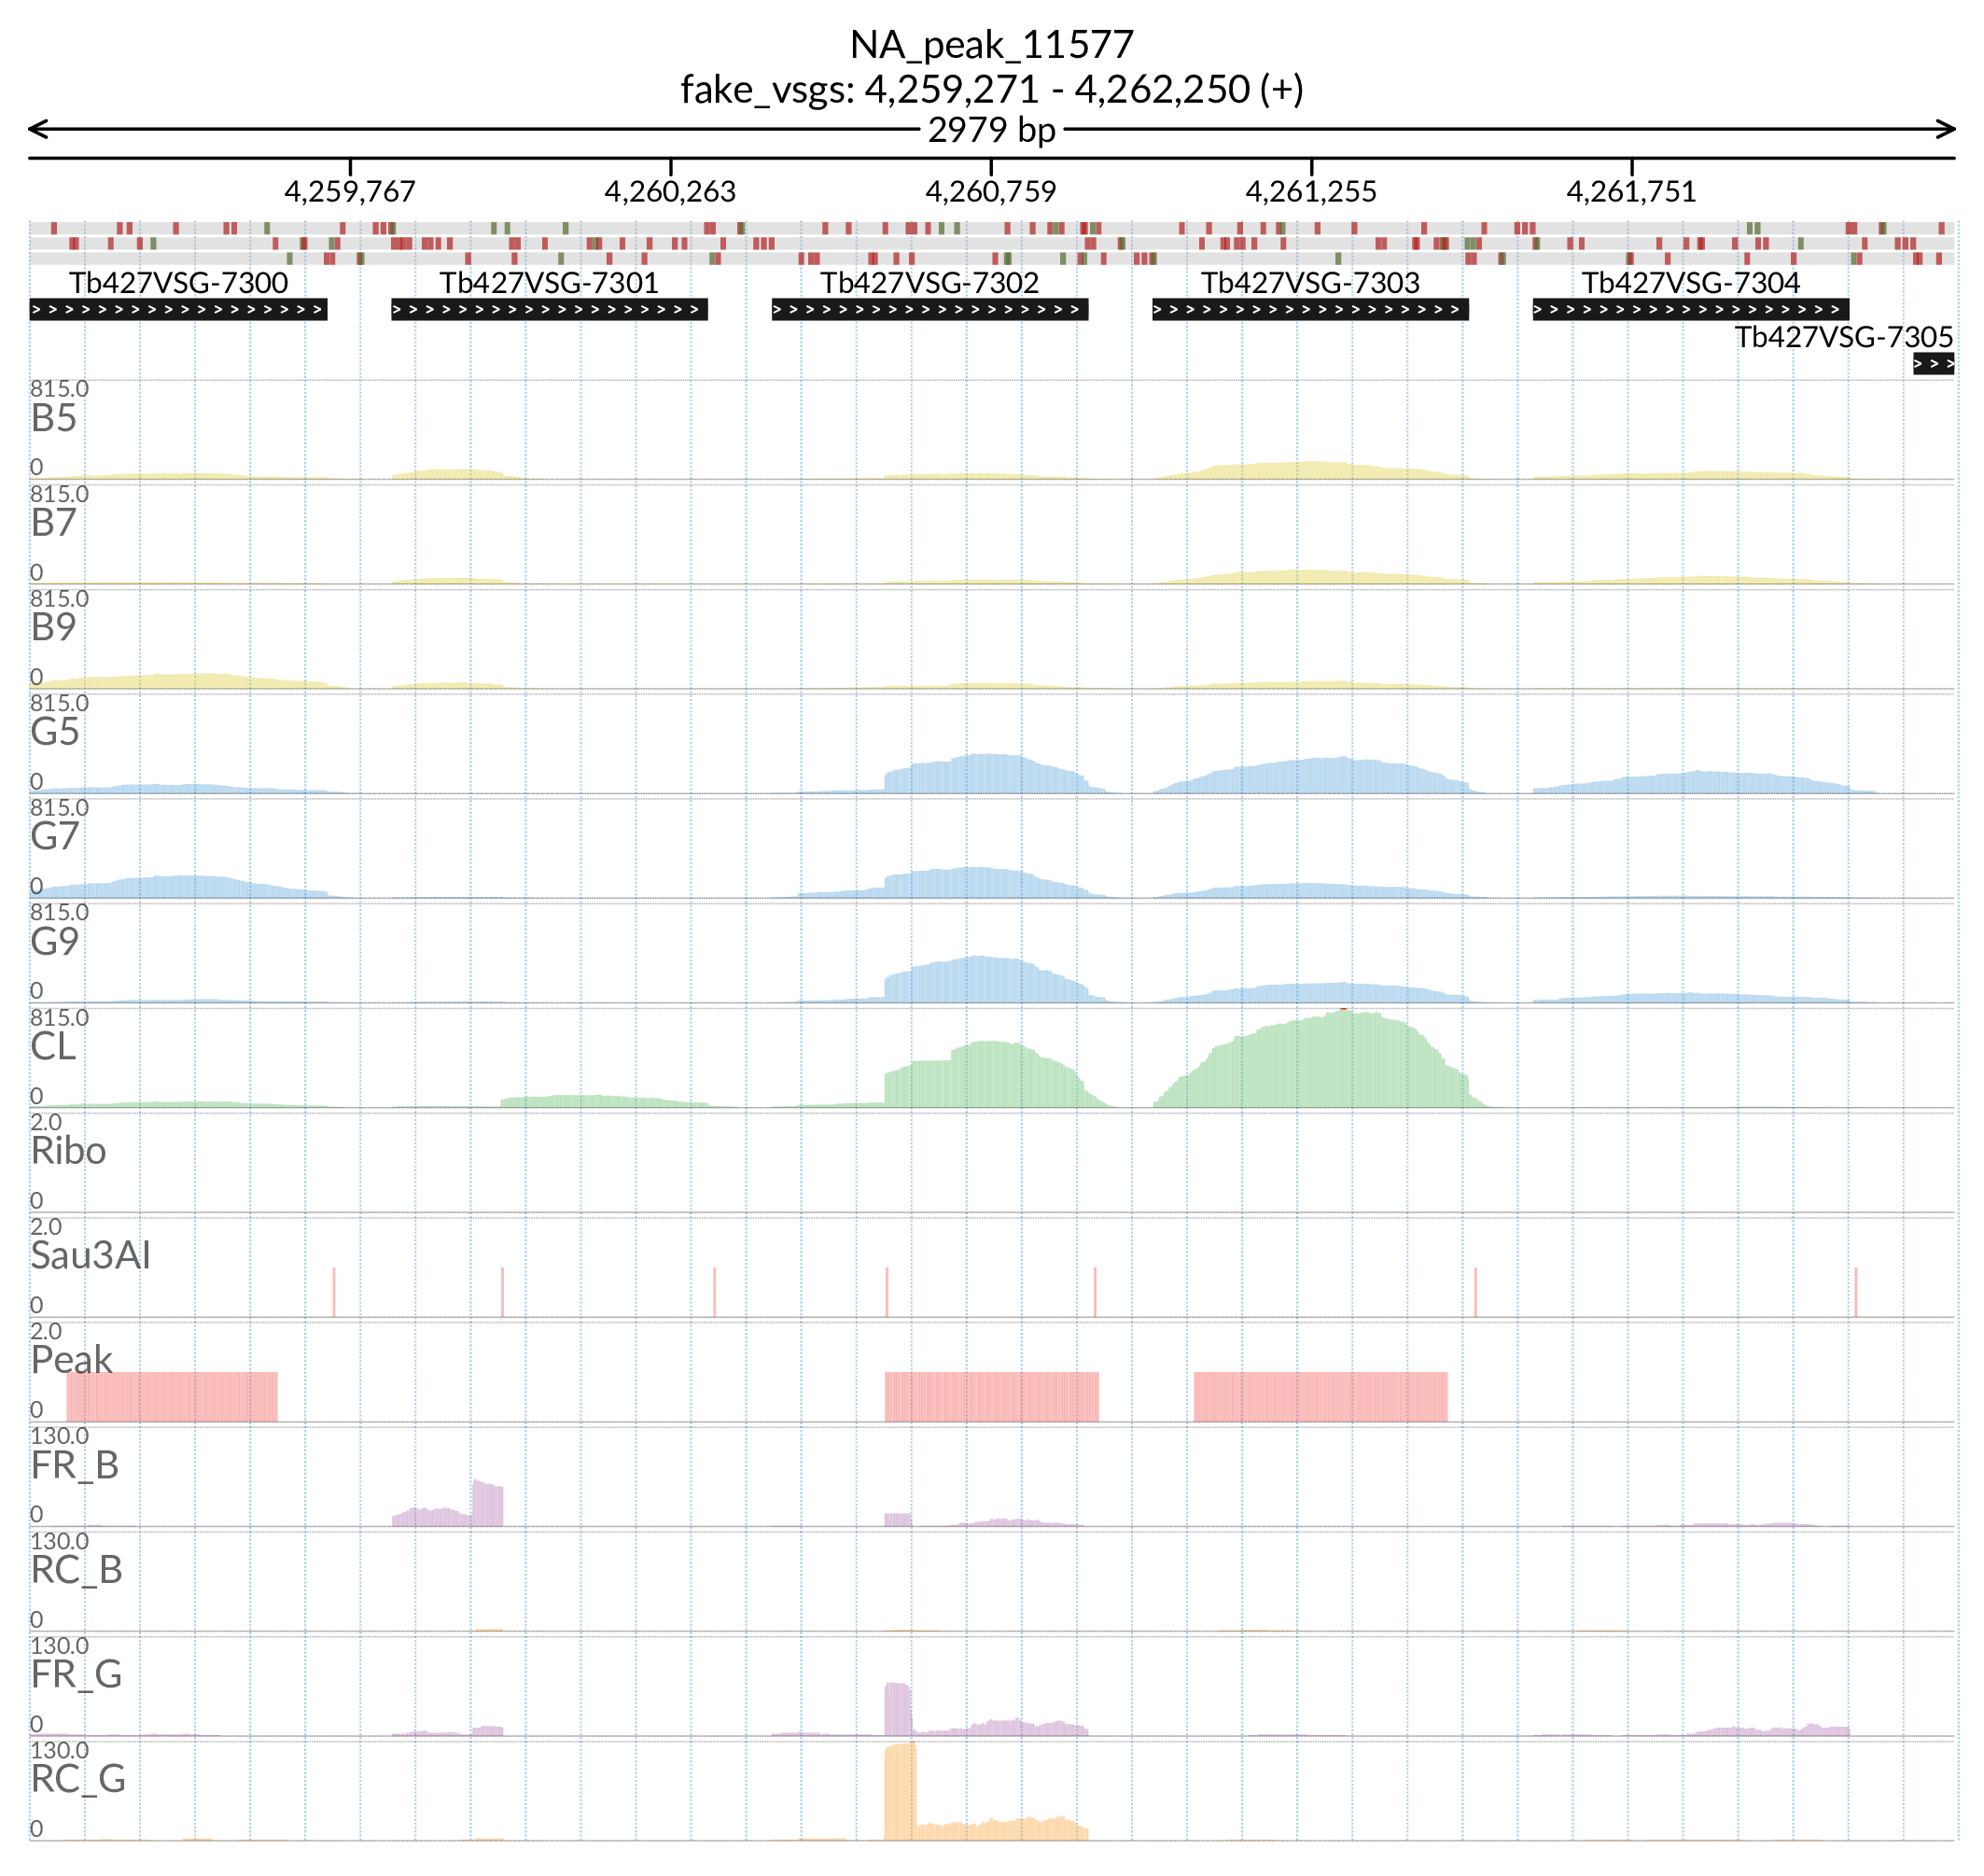 NA_peak_11577
fake_vsgs: 4,259,271 - 4,262,250 (+)
2979 bp
4,259,767 4,260,263 4,260,759 4,261,255 4,261,751
Tb427VSG-7300 Tb427VSG-7301 Tb427VSG-7302 Tb427VSG-7303 Tb427VSG-7304
Tb427VSG-7305
815.0
B5
0
815.0
B7
0
815.0
B9
0
815.0
G5
0
815.0
G7
0
815.0
G9
0
815.0
CL
0
2.0
Ribo
0
2.0
Sau3AI
0
2.0
Peak
0
130.0
FR_B
0
130.0
RC_B
0
130.0
FR_G
0
130.0
RC_G
0